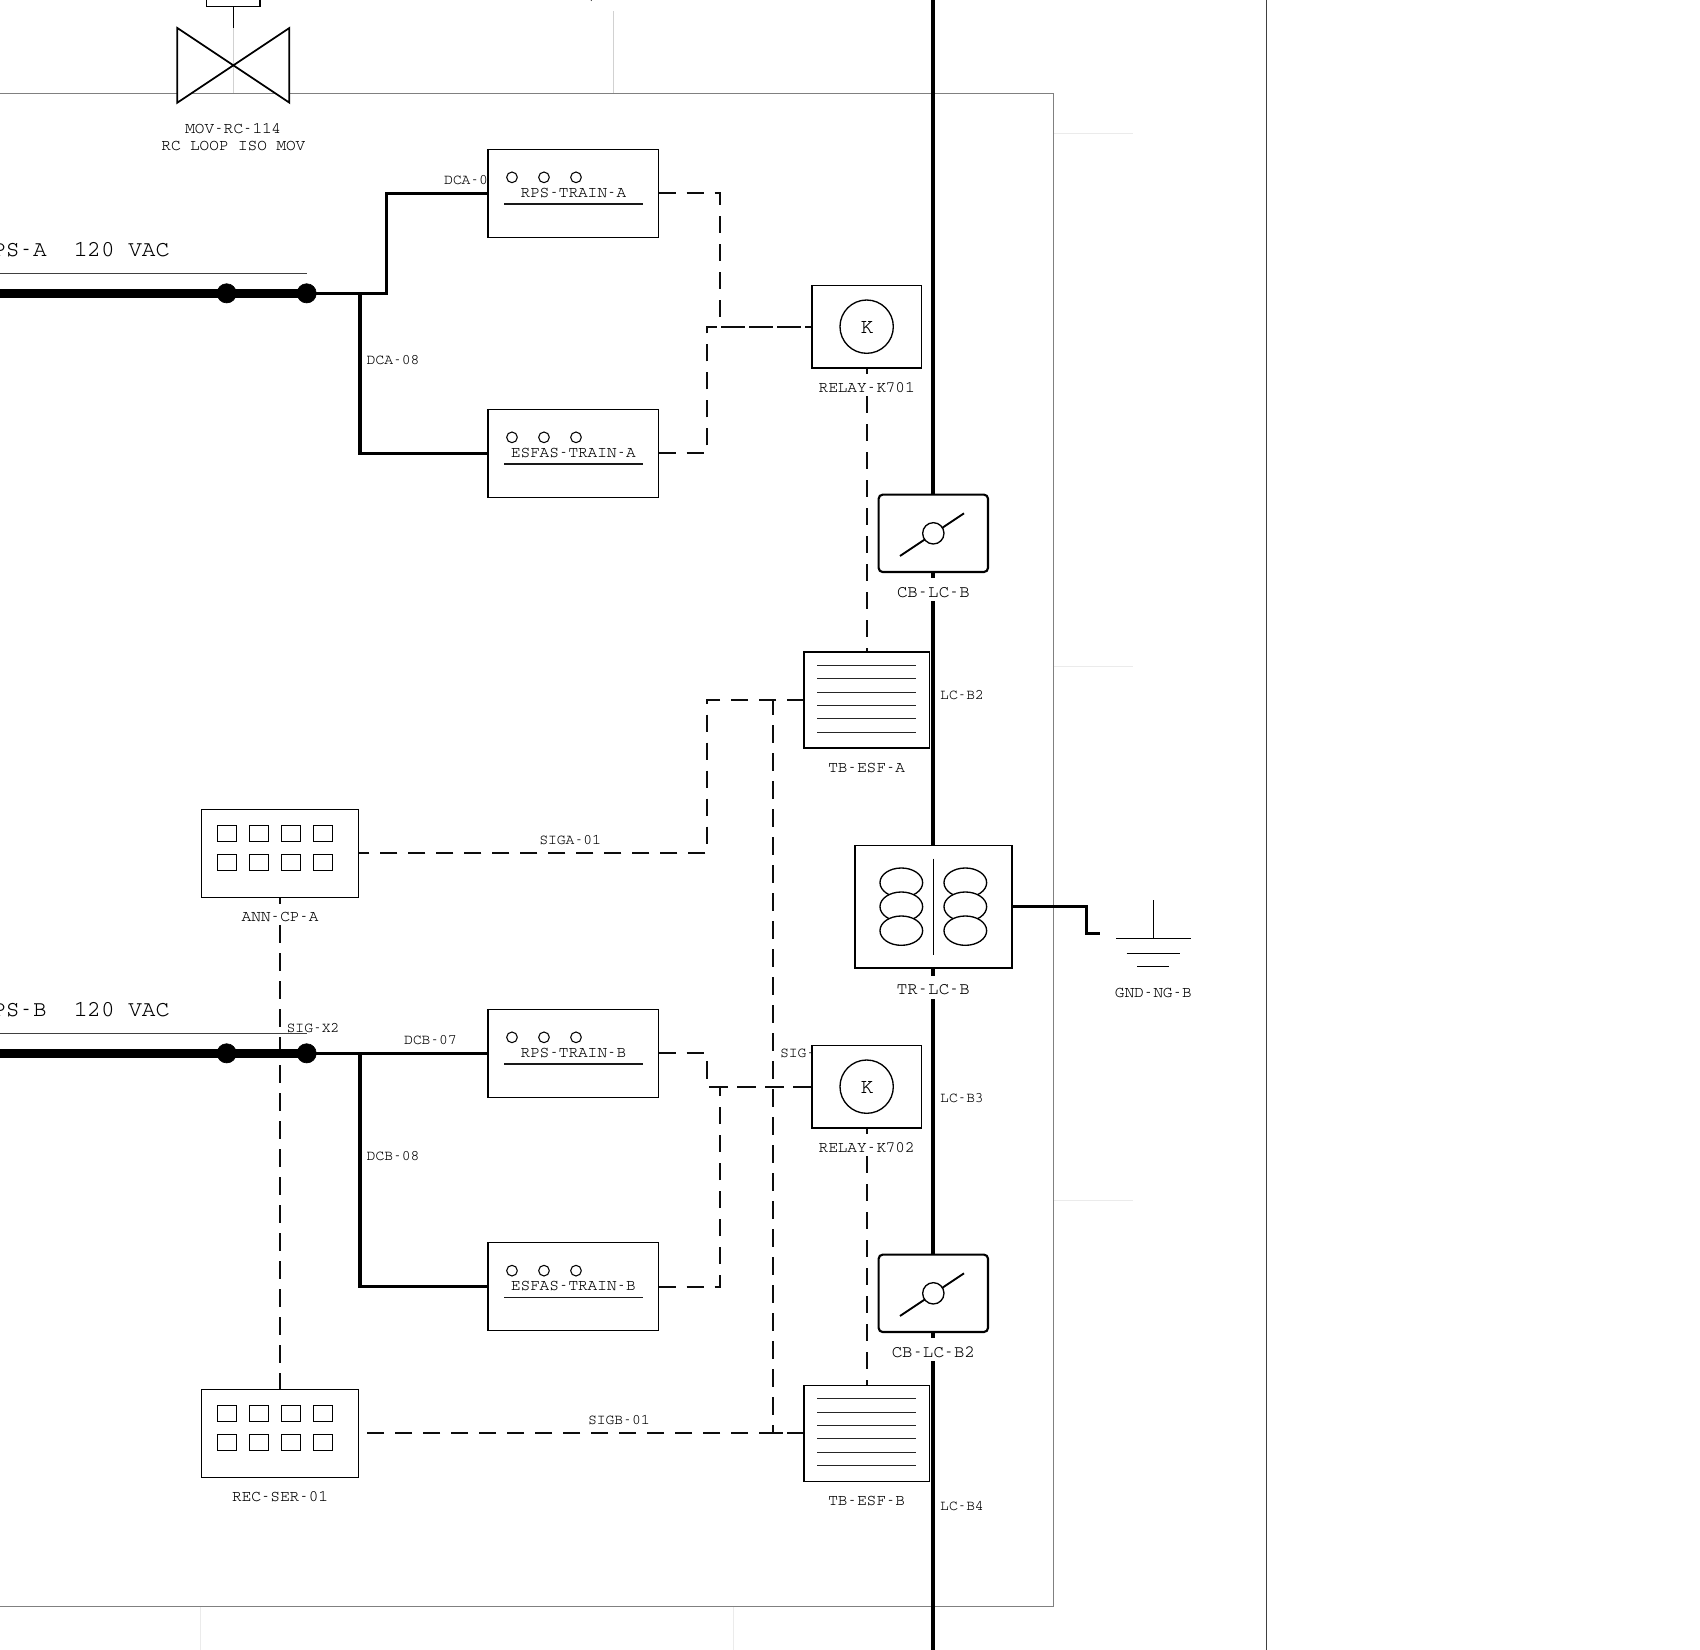 MOV-RC-114
RC LOOP ISO MOV
DCA-0
RPS-TRAIN-A
PS-A 120 VAC
K
DCA-08
RELAY-K701
ESFAS-TRAIN-A
CB-LC-B
LC-B2
TB-ESF-A
SIGA-01
ANN-CP-A
TR-LC-B
GND-NG-B
PS-B 120 VAC
SIG-X2
DCB-07
RPS-TRAIN-B
SIG-
K
LC-B3
RELAY-K702
DCB-08
ESFAS-TRAIN-B
CB-LC-B2
SIGB-01
REC-SER-01
TB-ESF-B
LC-B4